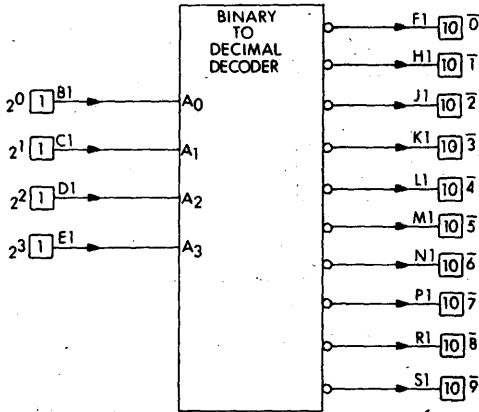 BINARY
TO
DECIMAL
DECODER
2⁰ 1 B1 A₀
2¹ 1 C1 A₁
2² 1 D1 A₂
2³ 1 E1 A₃
F1 10 0̅
H1 10 1̅
J1 10 2̅
K1 10 3̅
L1 10 4̅
M1 10 5̅
N1 10 6̅
P1 10 7̅
R1 10 8̅
S1 10 9̅